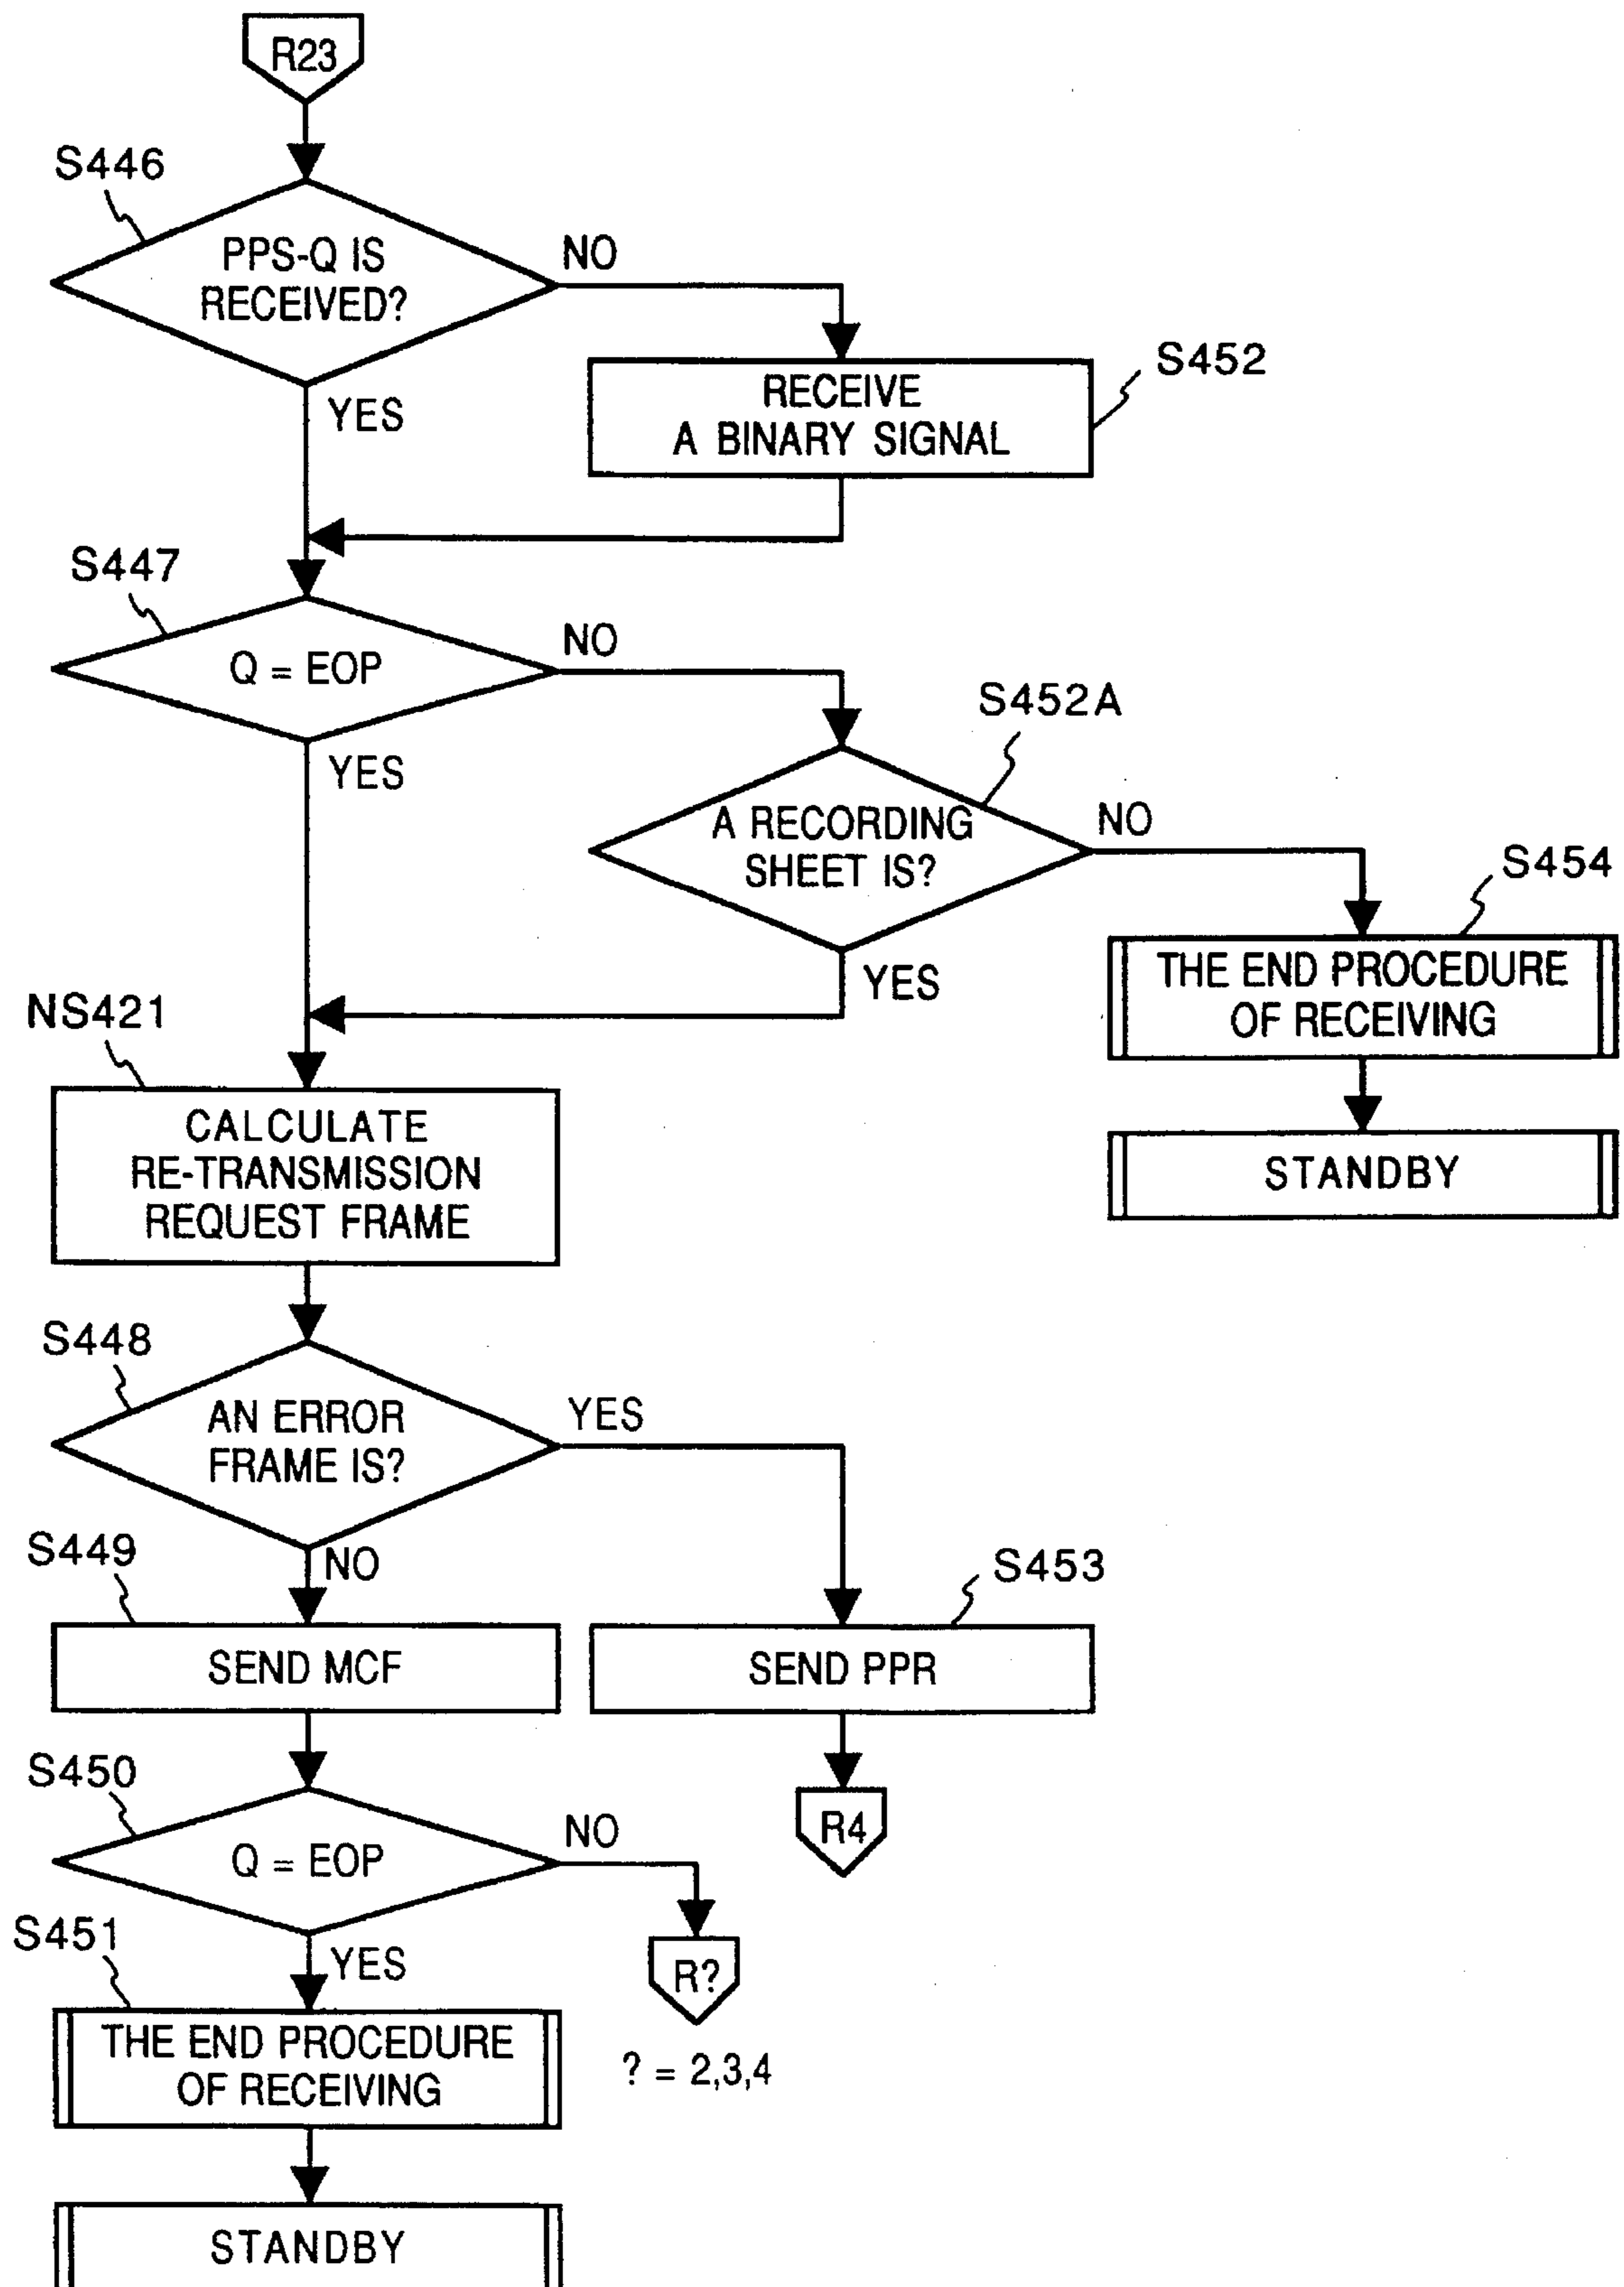 R23
S446
PPS-Q IS
RECEIVED?
NO
YES
S452
RECEIVE
A BINARY SIGNAL
S447
Q = EOP
NO
YES
S452A
A RECORDING
SHEET IS?
NO
YES
S454
THE END PROCEDURE
OF RECEIVING
STANDBY
NS421
CALCULATE
RE-TRANSMISSION
REQUEST FRAME
S448
AN ERROR
FRAME IS?
YES
NO
S449
SEND MCF
S453
SEND PPR
R4
S450
Q = EOP
NO
YES
R?
? = 2,3,4
S451
THE END PROCEDURE
OF RECEIVING
STANDBY